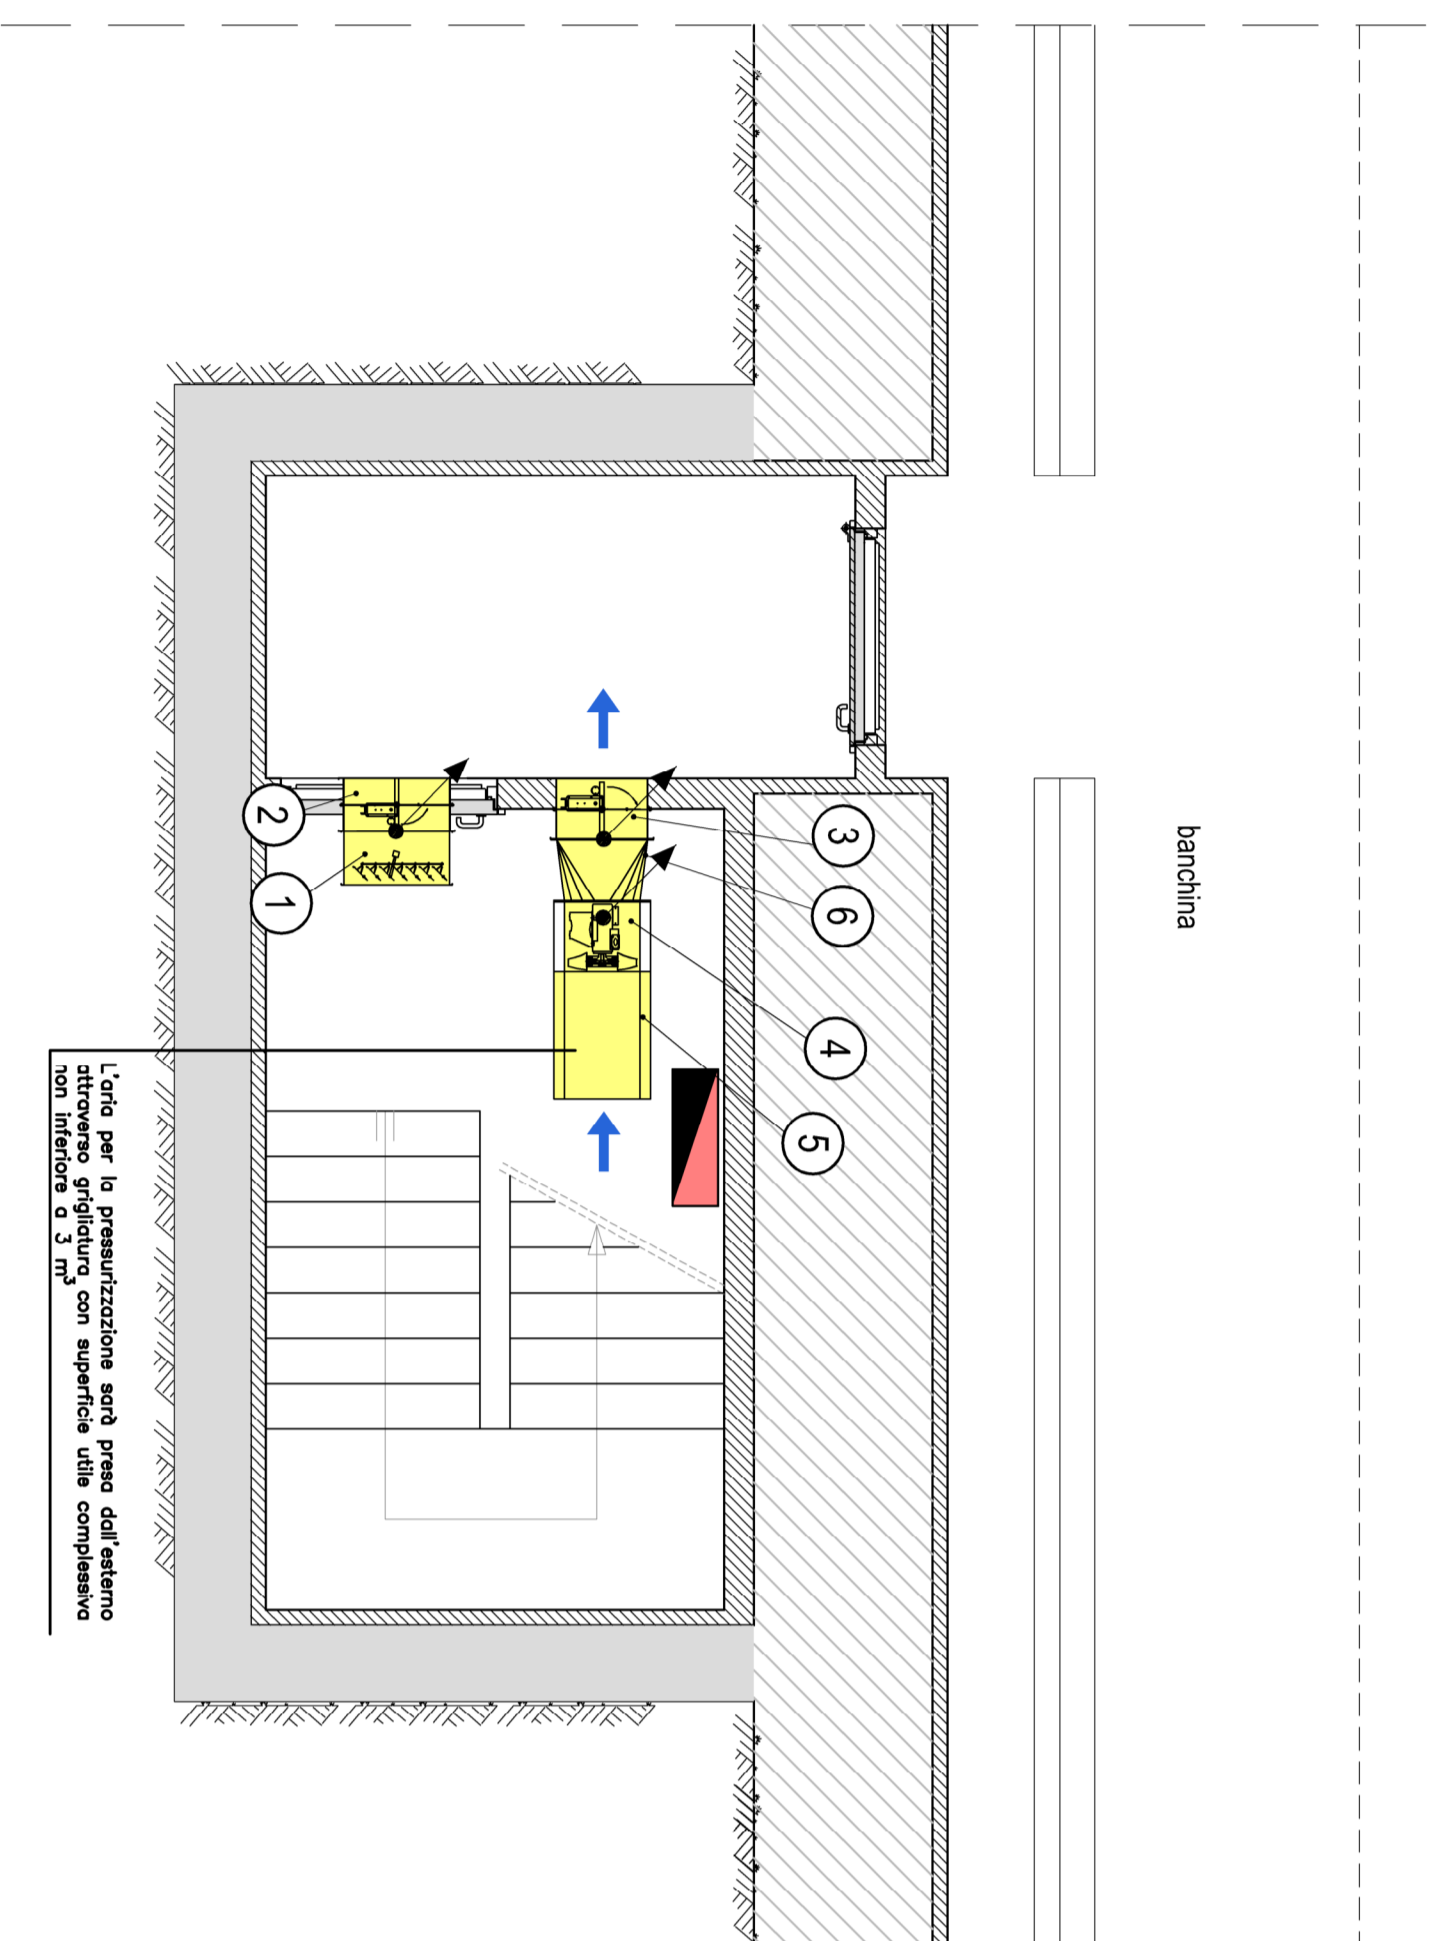 banchina
3
6
4
5
2
1
L'aria per la pressurizzazione sarà presa dall'esterno
attraverso grigliatura con superficie utile complessiva
non inferiore a 3 m³